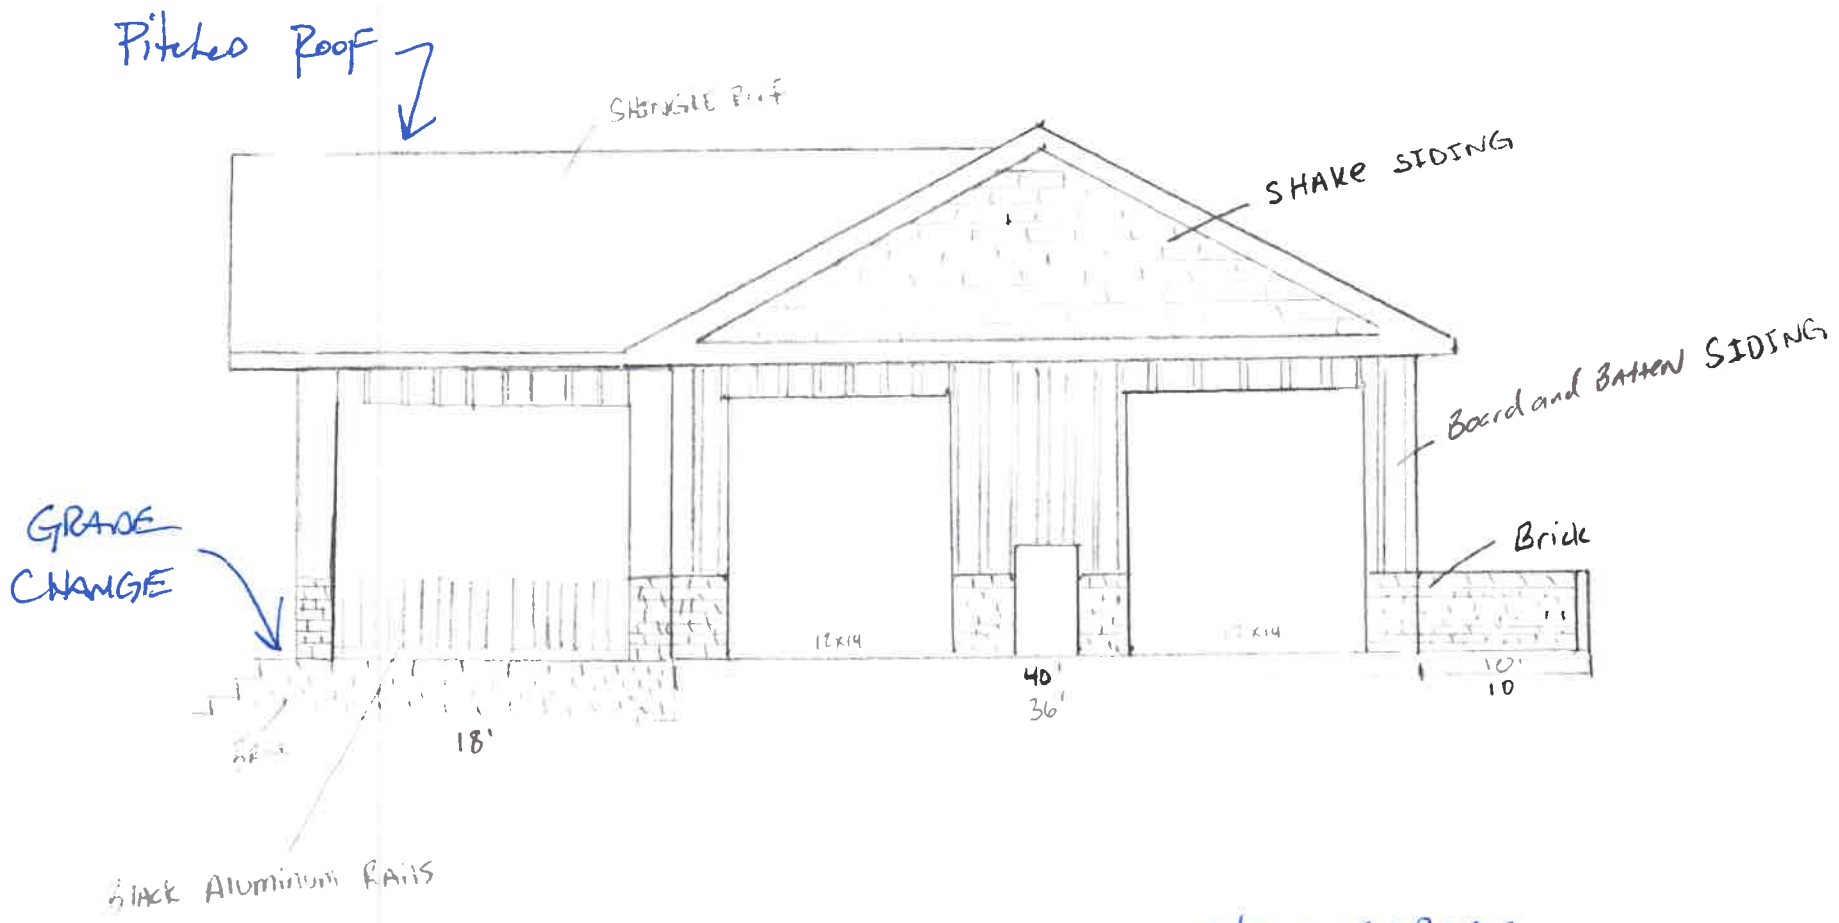 Pitched Roof
SHINGLE Roof
SHAKe SIDING
Board and BAtten SIDING
GRADE
CHANGE
Brick
12x14
12x14
40'
36'
10'
10
18'
Black Aluminum Rails